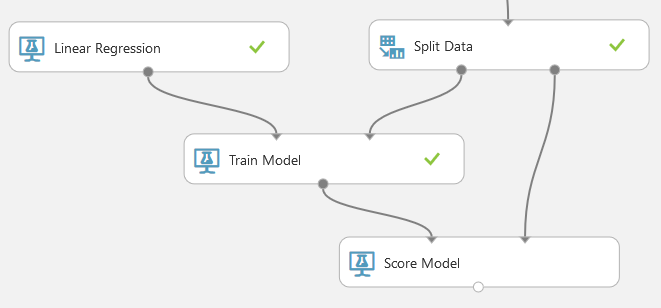 Linear Regression
Split Data
Train Model
Score Model